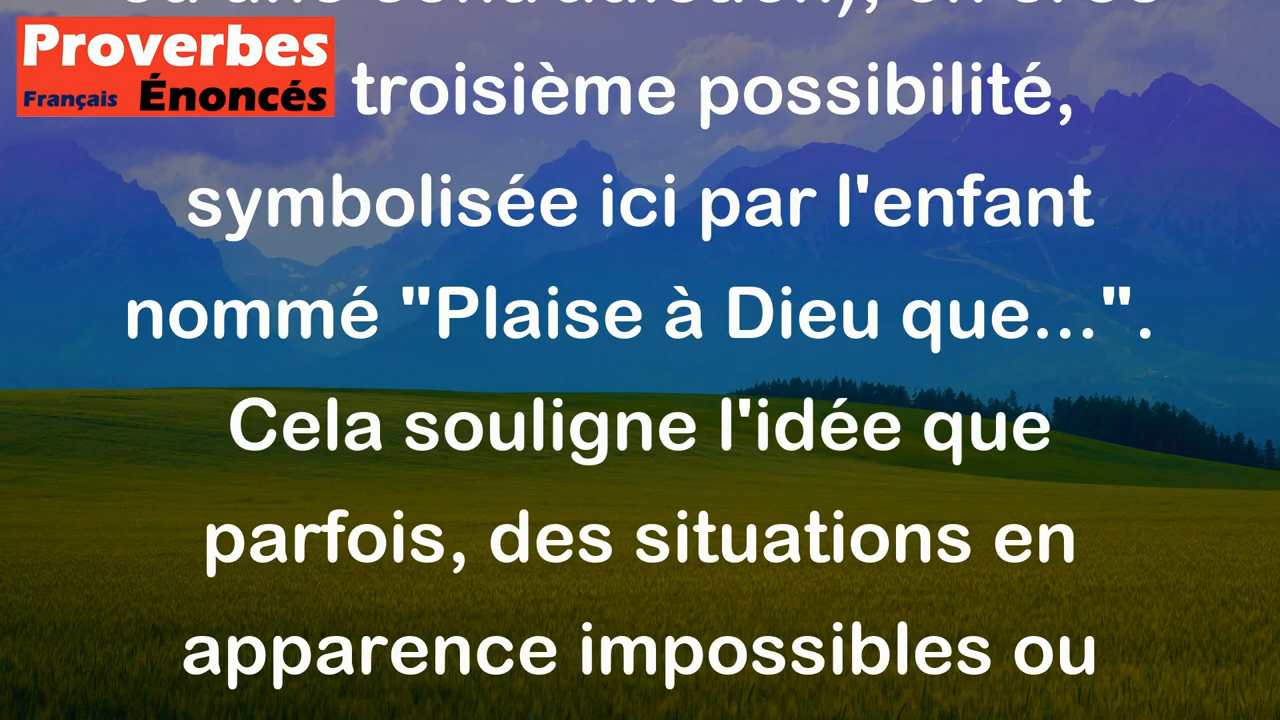 Proverbes
Français Énoncés
troisième possibilité,
symbolisée ici par l'enfant
nommé "Plaise à Dieu que...".
Cela souligne l'idée que
parfois, des situations en
apparence impossibles ou